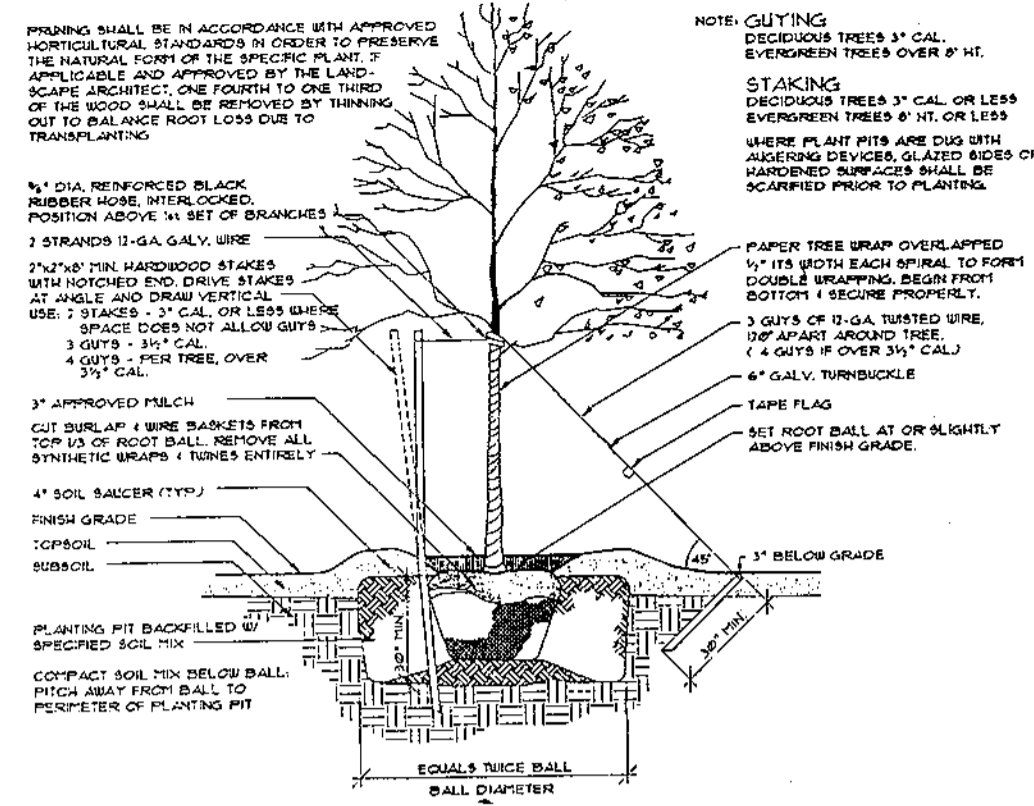 PRUNING SHALL BE IN ACCORDANCE WITH APPROVED
HORTICULTURAL STANDARDS IN ORDER TO PRESERVE
THE NATURAL FORM OF THE SPECIFIC PLANT. IF
APPLICABLE AND APPROVED BY THE LAND-
SCAPE ARCHITECT, ONE FOURTH TO ONE THIRD
OF THE WOOD SHALL BE REMOVED BY THINNING
OUT TO BALANCE ROOT LOSS DUE TO
TRANSPLANTING
DIA. REINFORCED BLACK
RUBBER HOSE, INTERLOCKED.
POSITION ABOVE 1st SET OF BRANCHES
2 STRANDS 12-GA. GALV. WIRE
2"x2"x8' MIN. HARDWOOD STAKES
WITH NOTCHED END. DRIVE STAKES
AT ANGLE AND DRAW VERTICAL
USE: 2 STAKES - 3" CAL. OR LESS WHERE
SPACE DOES NOT ALLOW GUYS
3 GUYS - 3½" CAL.
4 GUYS - PER TREE, OVER
3½" CAL.
3" APPROVED MULCH
CUT BURLAP & WIRE BASKETS FROM
TOP 1/3 OF ROOT BALL. REMOVE ALL
SYNTHETIC WRAPS & TWINES ENTIRELY
4" SOIL SAUCER (TYP.)
FINISH GRADE
TOPSOIL
SUBSOIL
PLANTING PIT BACKFILLED W/
SPECIFIED SOIL MIX
COMPACT SOIL MIX BELOW BALL;
PITCH AWAY FROM BALL TO
PERIMETER OF PLANTING PIT
NOTE: GUYING
DECIDUOUS TREES 3" CAL.
EVERGREEN TREES OVER 8' HT.
STAKING
DECIDUOUS TREES 3" CAL. OR LESS
EVERGREEN TREES 8' HT. OR LESS
WHERE PLANT PITS ARE DUG WITH
AUGERING DEVICES, GLAZED SIDES OR
HARDENED SURFACES SHALL BE
SCARIFIED PRIOR TO PLANTING.
PAPER TREE WRAP OVERLAPPED
½" ITS WIDTH EACH SPIRAL TO FORM
DOUBLE WRAPPING. BEGIN FROM
BOTTOM & SECURE PROPERLY.
3 GUYS OF 12-GA. TWISTED WIRE,
120° APART AROUND TREE.
( 4 GUYS IF OVER 3½" CAL.)
6" GALV. TURNBUCKLE
TAPE FLAG
SET ROOT BALL AT OR SLIGHTLY
ABOVE FINISH GRADE.
45°
3" BELOW GRADE
30" MIN.
30" MIN.
EQUALS TWICE BALL
BALL DIAMETER